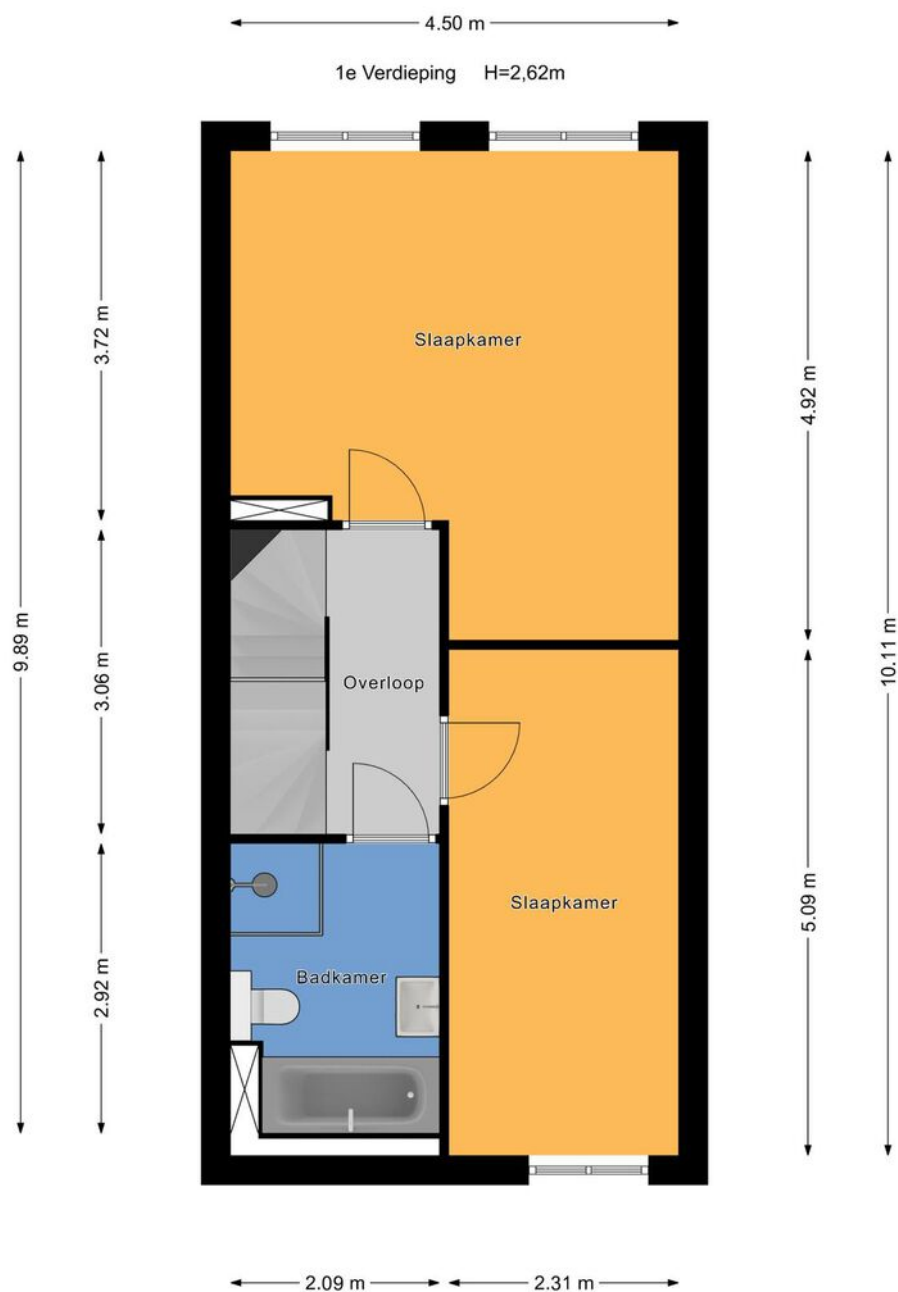 4.50 m
1e Verdieping H=2,62m
3.72 m
Slaapkamer
4.92 m
9.89 m
3.06 m
Overloop
10.11 m
Slaapkamer
5.09 m
Badkamer
2.92 m
2.09 m
2.31 m